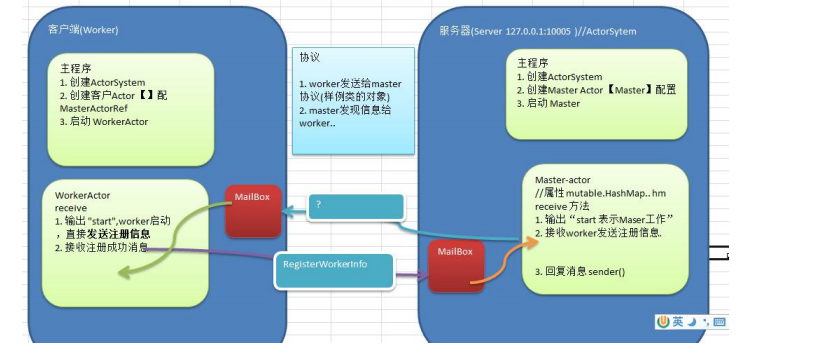 客户端(Worker)
主程序
1. 创建ActorSystem
2. 创建客户Actor【】配
MasterActorRef
3. 启动 WorkerActor
WorkerActor
receive
1. 输出 "start",worker启动
，直接发送注册信息
2. 接收注册成功消息
MailBox
协议
1. worker发送给master
协议(样例类的对象)
2. master发现信息给
worker..
?
RegisterWorkerInfo
服务器(Server 127.0.0.1:10005 )//ActorSytem
主程序
1. 创建ActorSystem
2. 创建Master Actor【Master】配置
3. 启动 Master
MailBox
Master-actor
//属性 mutable.HashMap.. hm
receive 方法
1. 输出“start 表示Maser工作”
2. 接收worker发送注册信息.
3. 回复消息 sender()
英